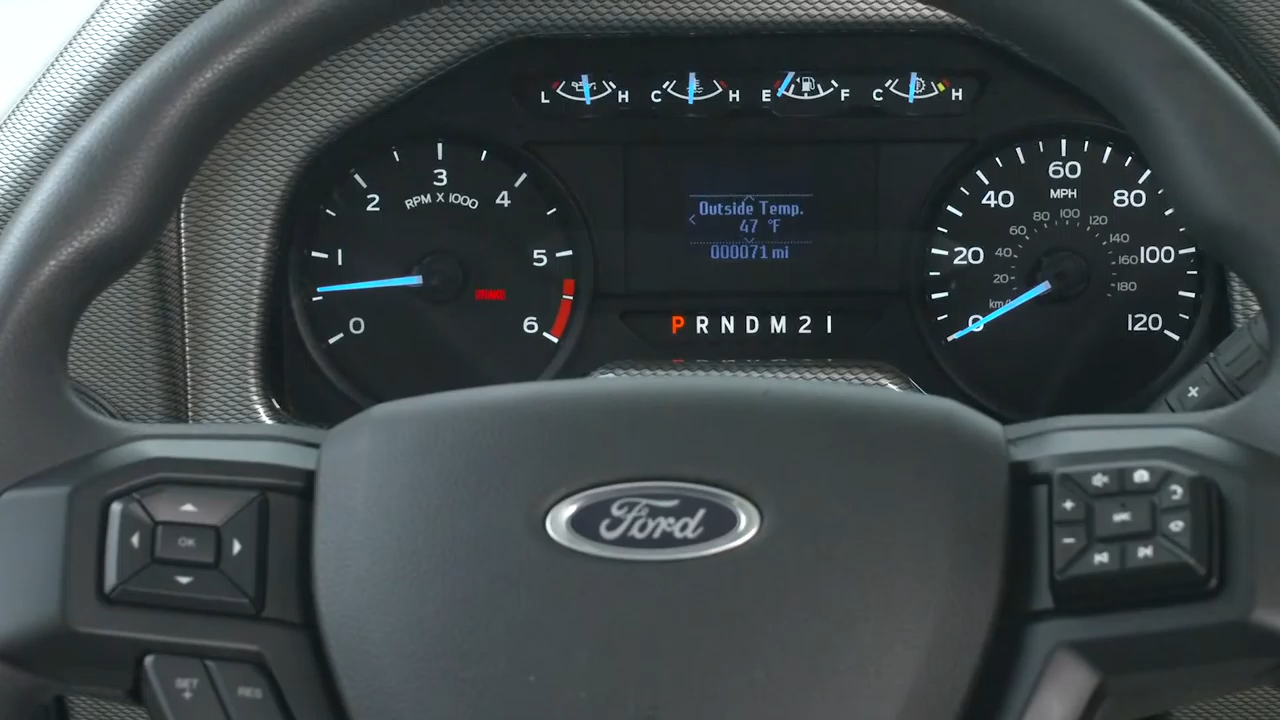 L H C H E F C H
0 1 2 3 4 5 6
RPM X 1000
BRAKE
Outside Temp.
47 °F
000071 mi
P R N D M 2 1
0 20 40 60 80 100 120
MPH
20 40 60 80 100 120 140 160 180
Ford
OK
SET
+
RES
+
−